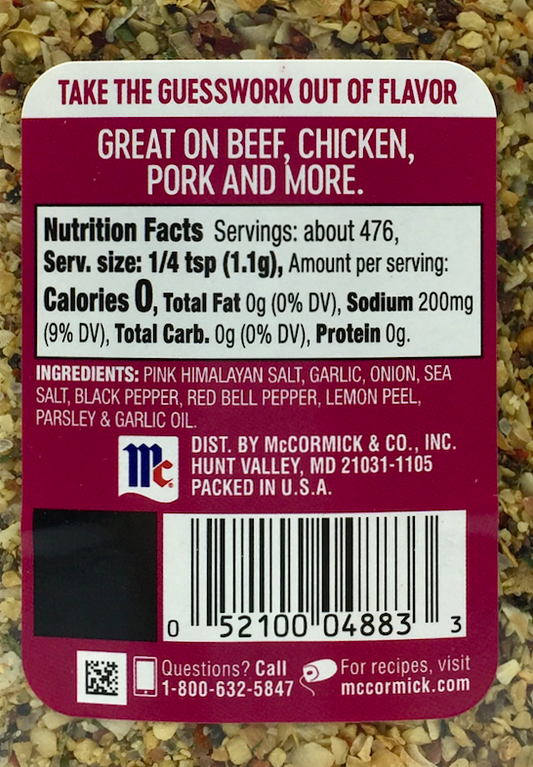 TAKE THE GUESSWORK OUT OF FLAVOR
GREAT ON BEEF, CHICKEN,
PORK AND MORE.
Nutrition Facts Servings: about 476,
Serv. size: 1/4 tsp (1.1g), Amount per serving:
Calories 0, Total Fat 0g (0% DV), Sodium 200mg
(9% DV), Total Carb. 0g (0% DV), Protein 0g.
INGREDIENTS: PINK HIMALAYAN SALT, GARLIC, ONION, SEA
SALT, BLACK PEPPER, RED BELL PEPPER, LEMON PEEL,
PARSLEY & GARLIC OIL.
Mc®
DIST. BY McCORMICK & CO., INC.
HUNT VALLEY, MD 21031-1105
PACKED IN U.S.A.
0 52100 04883 3
Questions? Call
1-800-632-5847
For recipes, visit
mccormick.com